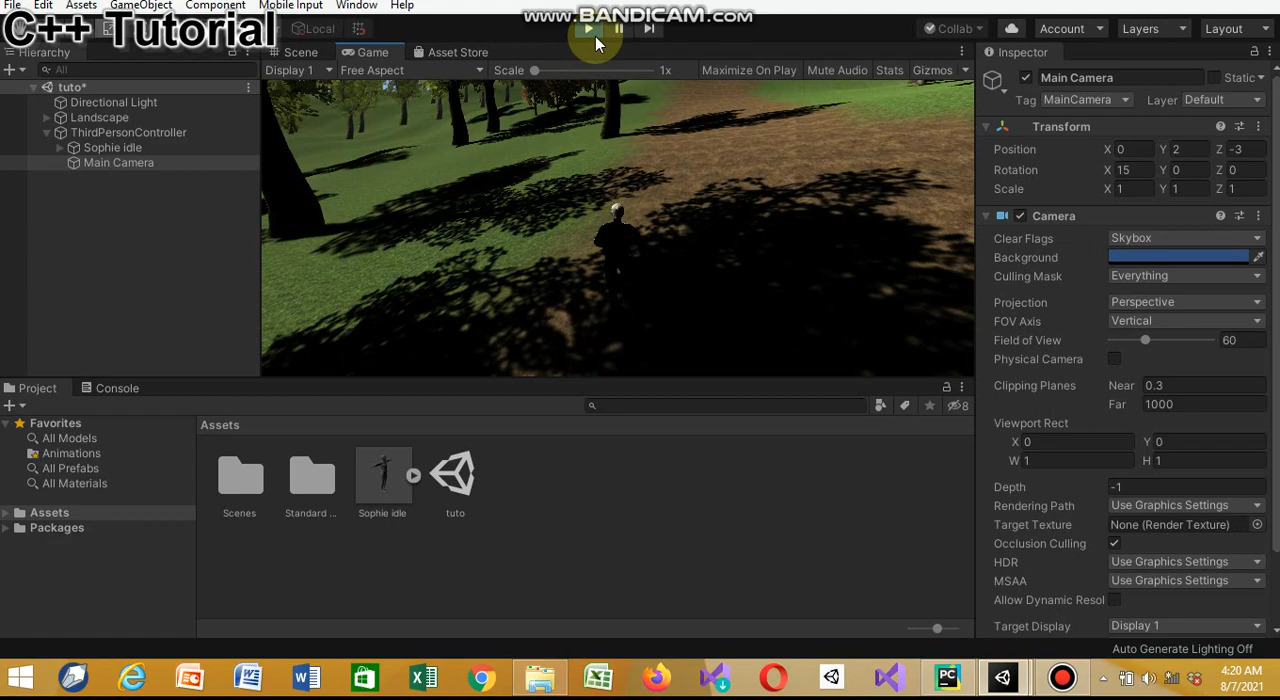 File Edit Assets GameObject Component Mobile Input Window Help
www.BANDICAM.com
C++ Tutorial
Local
Collab Account Layers Layout
Hierarchy
All
Scene Game Asset Store
Display 1 Free Aspect Scale 1x Maximize On Play Mute Audio Stats Gizmos
tuto*
Directional Light
Landscape
ThirdPersonController
Sophie idle
Main Camera
Inspector
Main Camera Static
Tag MainCamera Layer Default
Transform
Position X 0 Y 2 Z -3
Rotation X 15 Y 0 Z 0
Scale X 1 Y 1 Z 1
Camera
Clear Flags Skybox
Background
Culling Mask Everything
Projection Perspective
FOV Axis Vertical
Field of View 60
Physical Camera
Clipping Planes Near 0.3
Far 1000
Viewport Rect
X 0 Y 0
W 1 H 1
Depth -1
Rendering Path Use Graphics Settings
Target Texture None (Render Texture)
Occlusion Culling
HDR Use Graphics Settings
MSAA Use Graphics Settings
Allow Dynamic Resol
Target Display Display 1
Project Console
8
Favorites
All Models
Animations
All Prefabs
All Materials
Assets
Packages
Assets
Scenes Standard ... Sophie idle tuto
Auto Generate Lighting Off
4:20 AM
8/7/2021